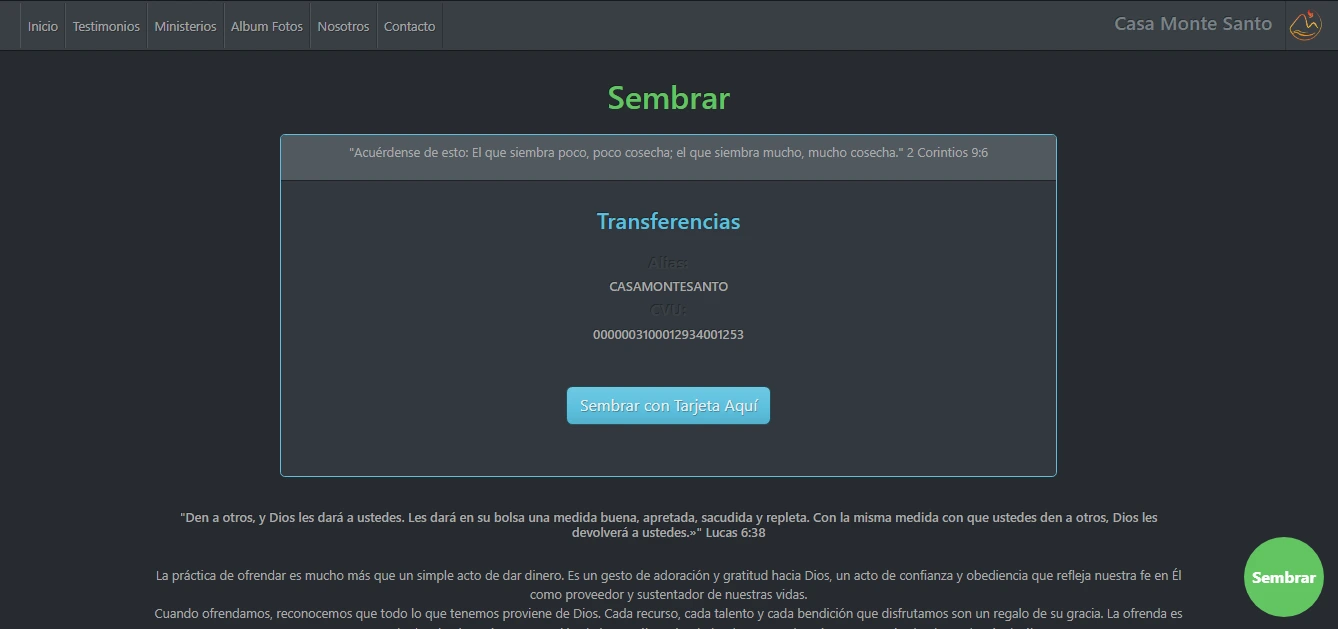 Inicio Testimonios Ministerios Album Fotos Nosotros Contacto Casa Monte Santo
Sembrar
"Acuérdense de esto: El que siembra poco, poco cosecha; el que siembra mucho, mucho cosecha." 2 Corintios 9:6
Transferencias
Alias:
CASAMONTESANTO
CVU:
0000003100012934001253
Sembrar con Tarjeta Aquí
"Den a otros, y Dios les dará a ustedes. Les dará en su bolsa una medida buena, apretada, sacudida y repleta. Con la misma medida con que ustedes den a otros, Dios les
devolverá a ustedes.»" Lucas 6:38
La práctica de ofrendar es mucho más que un simple acto de dar dinero. Es un gesto de adoración y gratitud hacia Dios, un acto de confianza y obediencia que refleja nuestra fe en Él
como proveedor y sustentador de nuestras vidas.
Cuando ofrendamos, reconocemos que todo lo que tenemos proviene de Dios. Cada recurso, cada talento y cada bendición que disfrutamos son un regalo de su gracia. La ofrenda es
Sembrar